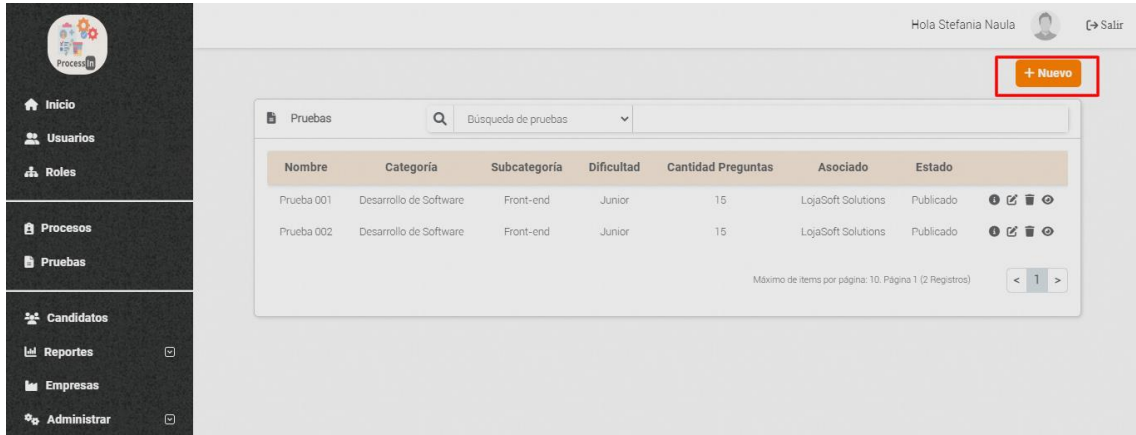 Hola Stefania Naula Salir
ProcessIn
+ Nuevo
Inicio
Usuarios
Roles
Procesos
Pruebas
Candidatos
Reportes
Empresas
Administrar
Pruebas Búsqueda de pruebas
Nombre Categoría Subcategoría Dificultad Cantidad Preguntas Asociado Estado
Prueba 001 Desarrollo de Software Front-end Junior 15 LojaSoft Solutions Publicado
Prueba 002 Desarrollo de Software Front-end Junior 15 LojaSoft Solutions Publicado
Máximo de items por página: 10. Página 1 (2 Registros) < 1 >